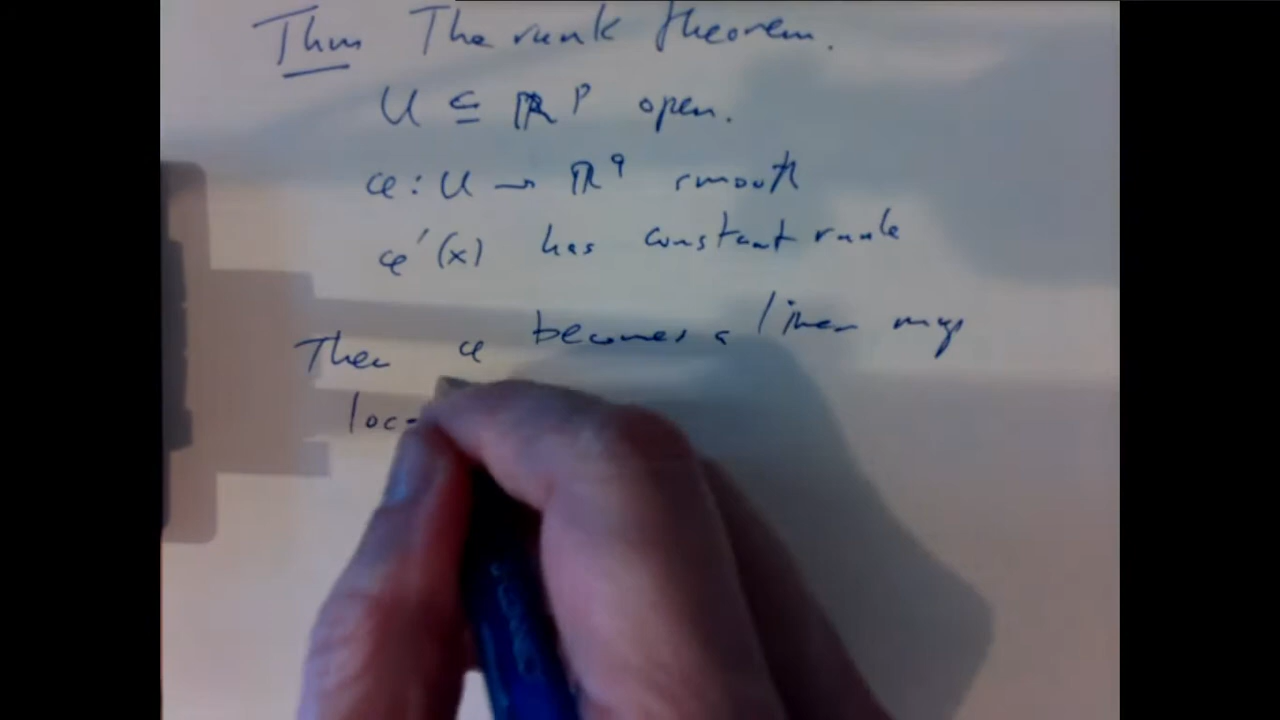 Thm The rank theorem.
U ⊆ ℝᵖ open.
φ : U → ℝ^q smooth
φ'(x) has constant rank
Then φ becomes a linear map
loc